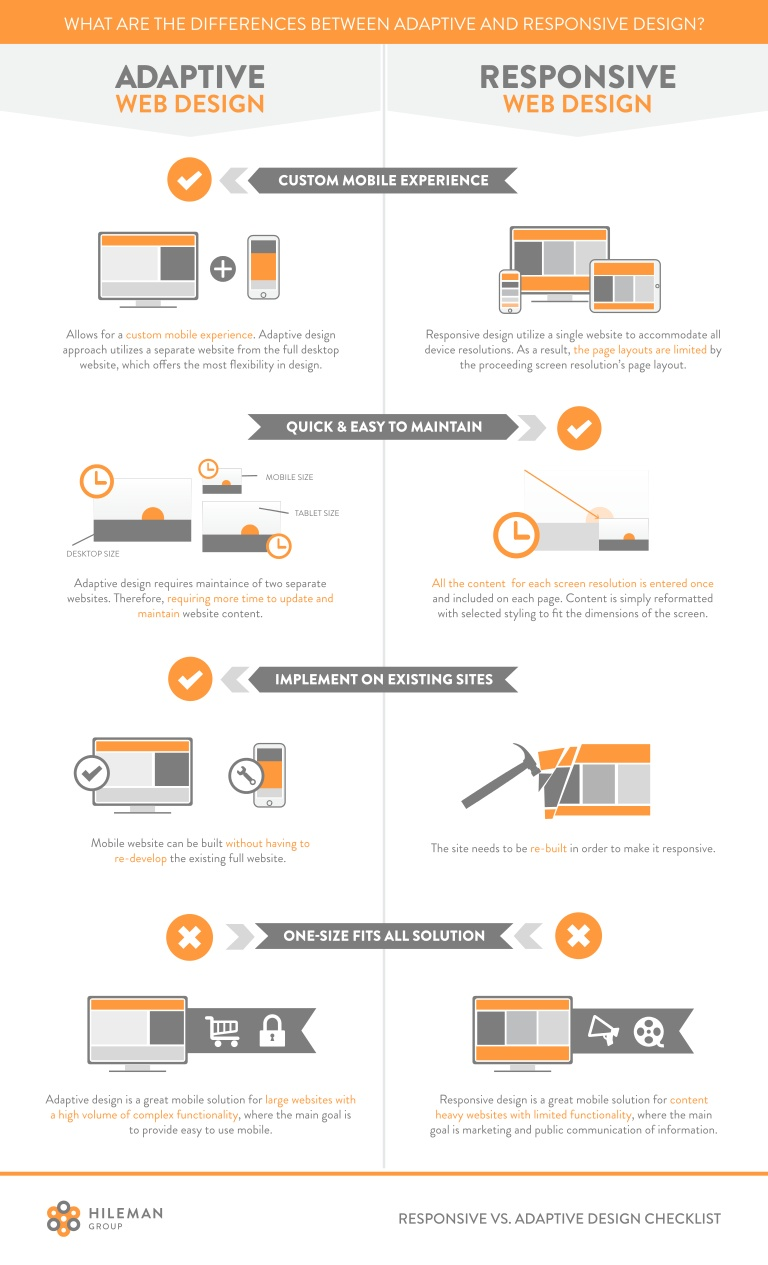 WHAT ARE THE DIFFERENCES BETWEEN ADAPTIVE AND RESPONSIVE DESIGN?
ADAPTIVE
WEB DESIGN
RESPONSIVE
WEB DESIGN
CUSTOM MOBILE EXPERIENCE
Allows for a custom mobile experience. Adaptive design
approach utilizes a separate website from the full desktop
website, which offers the most flexibility in design.
Responsive design utilize a single website to accommodate all
device resolutions. As a result, the page layouts are limited by
the proceeding screen resolution's page layout.
QUICK & EASY TO MAINTAIN
MOBILE SIZE
TABLET SIZE
DESKTOP SIZE
Adaptive design requires maintaince of two separate
websites. Therefore, requiring more time to update and
maintain website content.
All the content for each screen resolution is entered once
and included on each page. Content is simply reformatted
with selected styling to fit the dimensions of the screen.
IMPLEMENT ON EXISTING SITES
Mobile website can be built without having to
re-develop the existing full website.
The site needs to be re-built in order to make it responsive.
ONE-SIZE FITS ALL SOLUTION
Adaptive design is a great mobile solution for large websites with
a high volume of complex functionality, where the main goal is
to provide easy to use mobile.
Responsive design is a great mobile solution for content
heavy websites with limited functionality, where the main
goal is marketing and public communication of information.
HILEMAN
GROUP
RESPONSIVE VS. ADAPTIVE DESIGN CHECKLIST